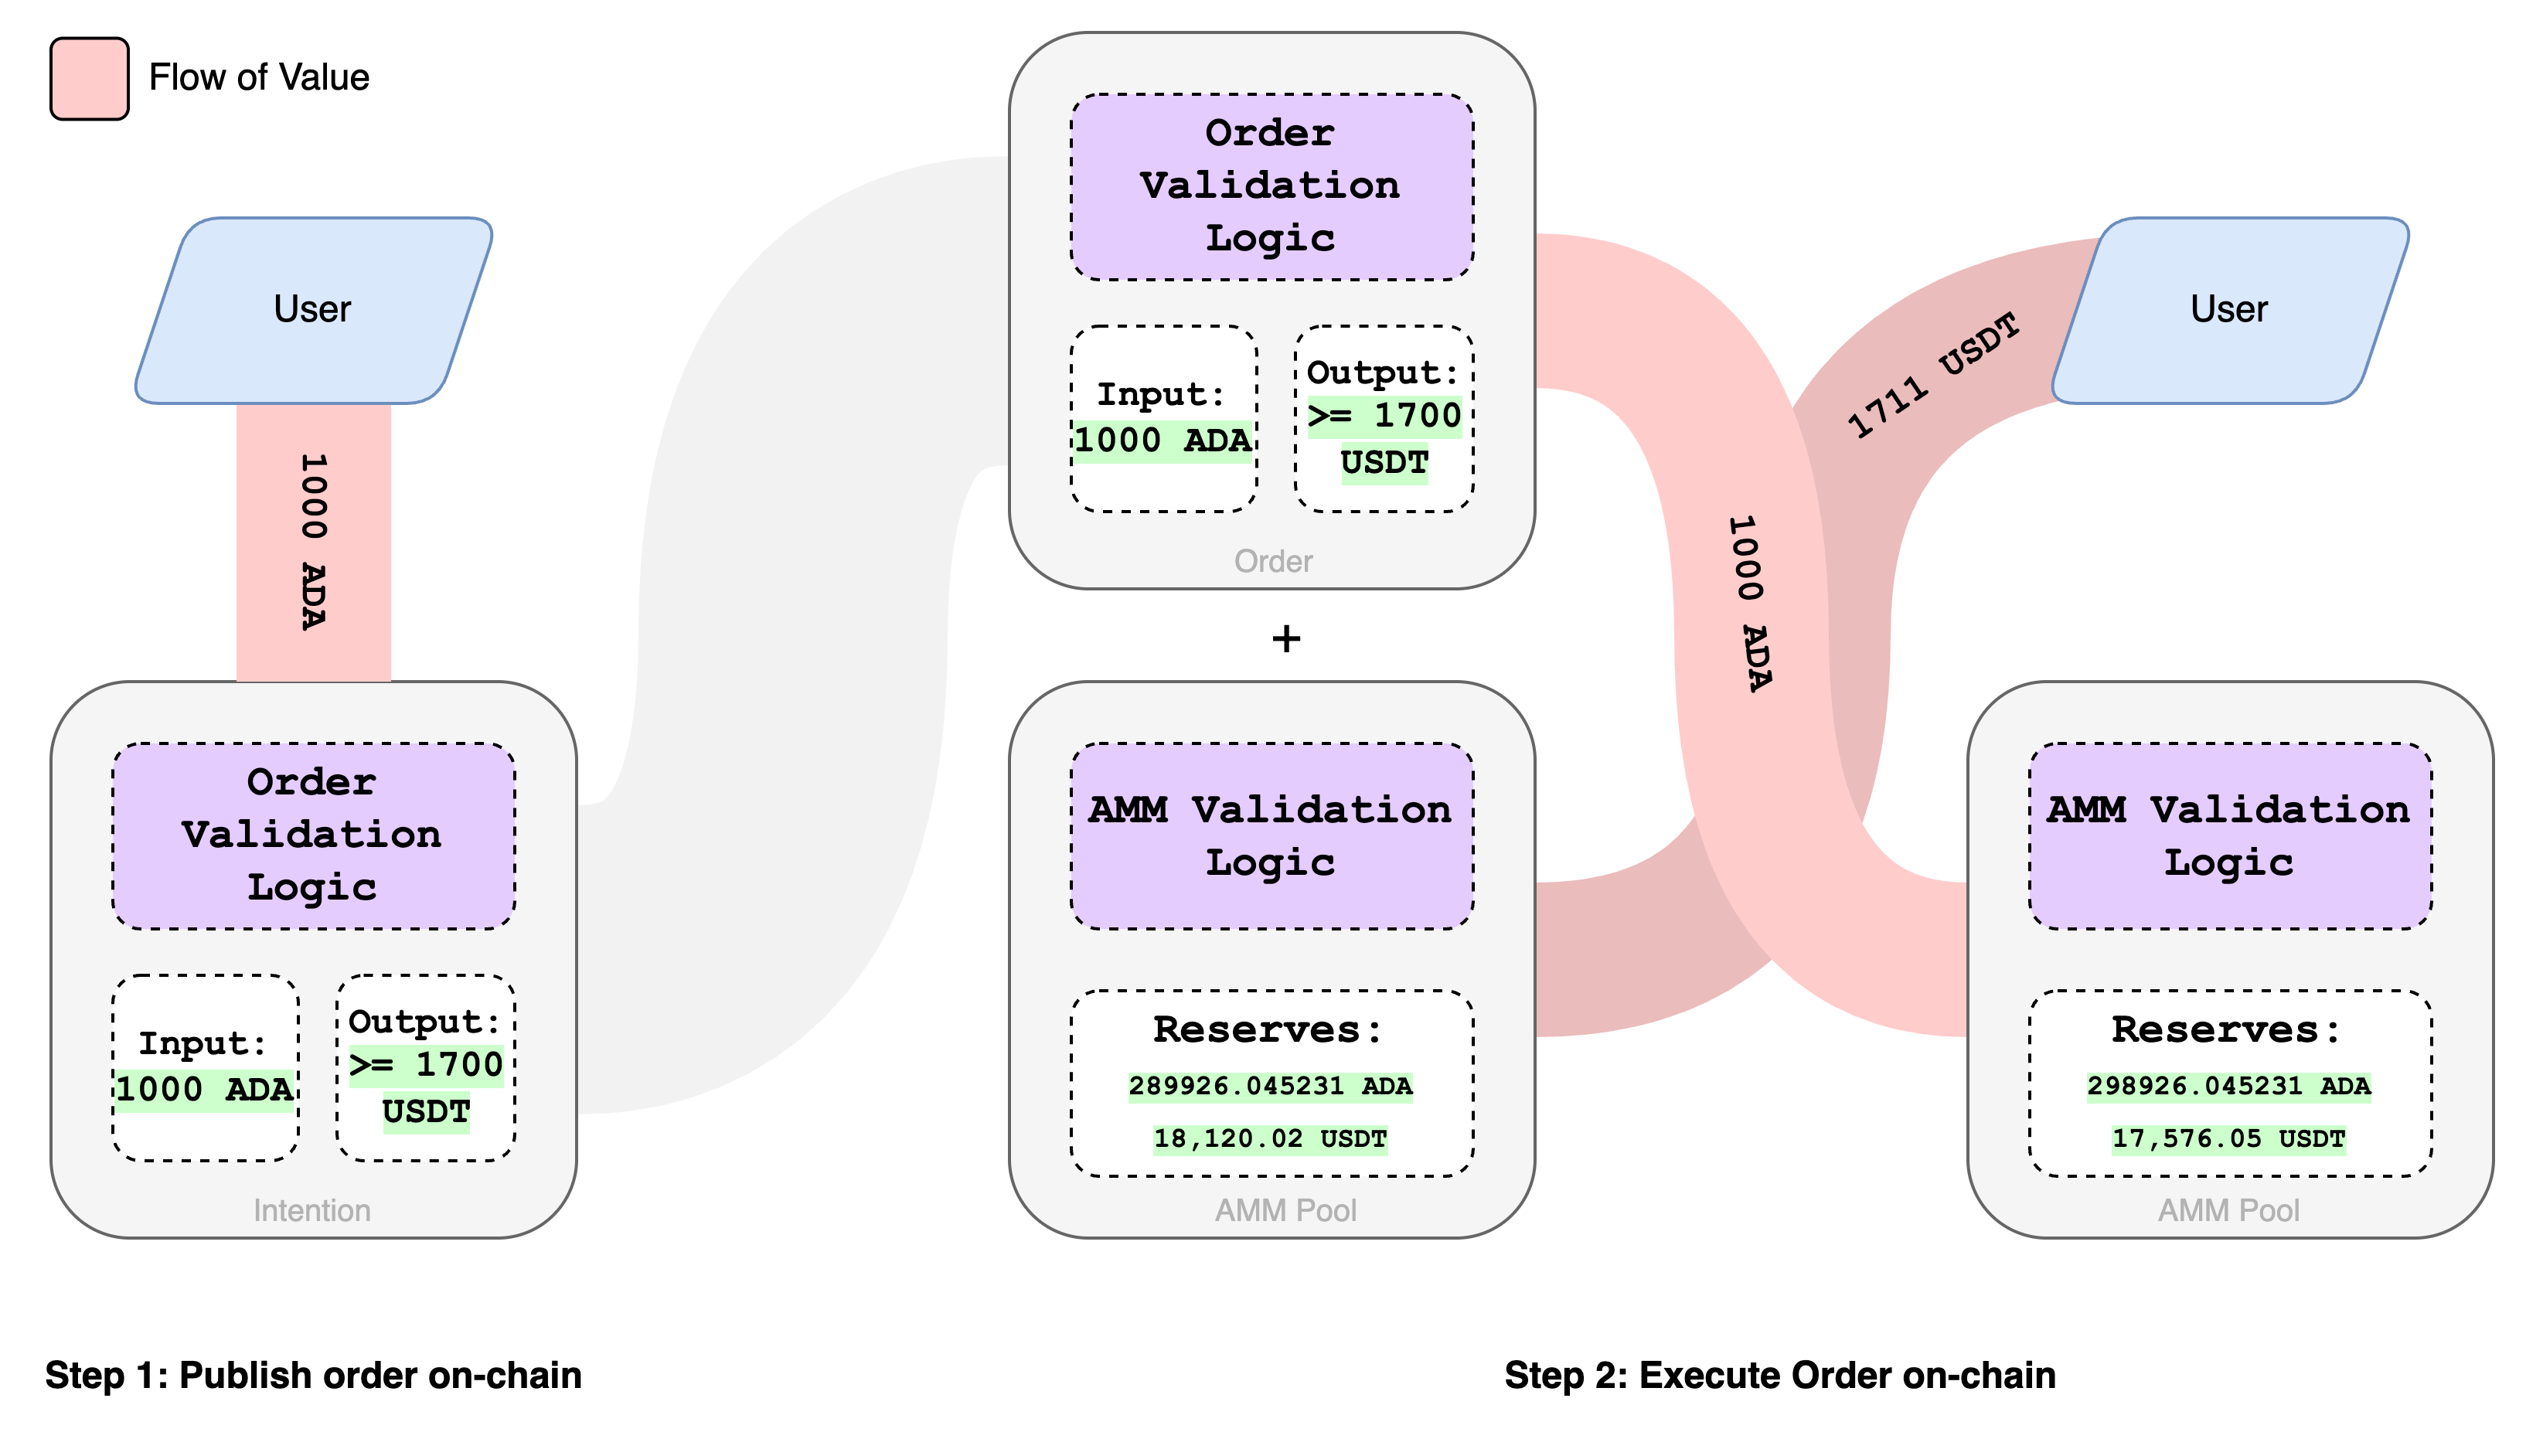 Flow of Value
User
1000 ADA
Order
Validation
Logic
Input:
1000 ADA
Output:
>= 1700
USDT
Intention
Order
Validation
Logic
Input:
1000 ADA
Output:
>= 1700
USDT
Order
+
AMM Validation
Logic
Reserves:
289926.045231 ADA
18,120.02 USDT
AMM Pool
1000 ADA
1711 USDT
User
AMM Validation
Logic
Reserves:
298926.045231 ADA
17,576.05 USDT
AMM Pool
Step 1: Publish order on-chain
Step 2: Execute Order on-chain